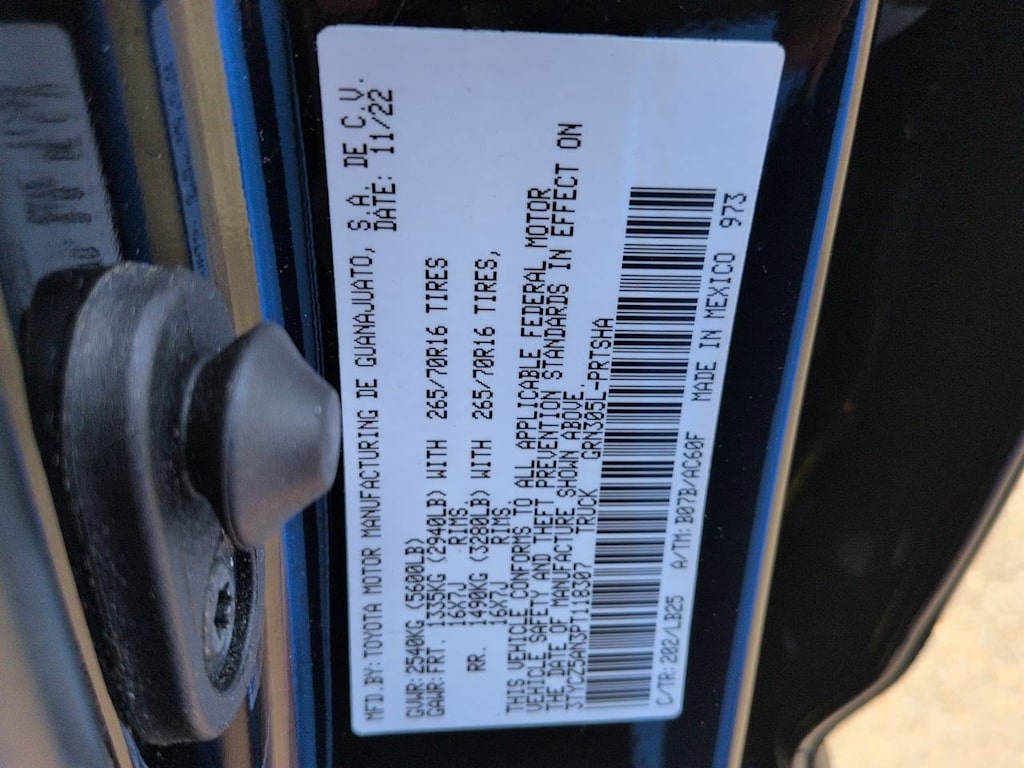 MFD.BY:TOYOTA MOTOR MANUFACTURING DE GUANAJUATO, S.A. DE C.V.
DATE: 11/22
GVWR:2540KG (5600LB)
GAWR:FRT. 1335KG (2940LB) WITH 265/70R16 TIRES
16X7J RIMS,
RR. 1490KG (3280LB) WITH 265/70R16 TIRES,
16X7J RIMS
THIS VEHICLE CONFORMS TO ALL APPLICABLE FEDERAL MOTOR
VEHICLE SAFETY AND THEFT PREVENTION STANDARDS IN EFFECT ON
THE DATE OF MANUFACTURE SHOWN ABOVE.
3TYCZ5AN3PT118307 TRUCK GRN305L-PRTSHA
C/TR:202/LB25 A/TM:B07B/AC60F MADE IN MEXICO 973